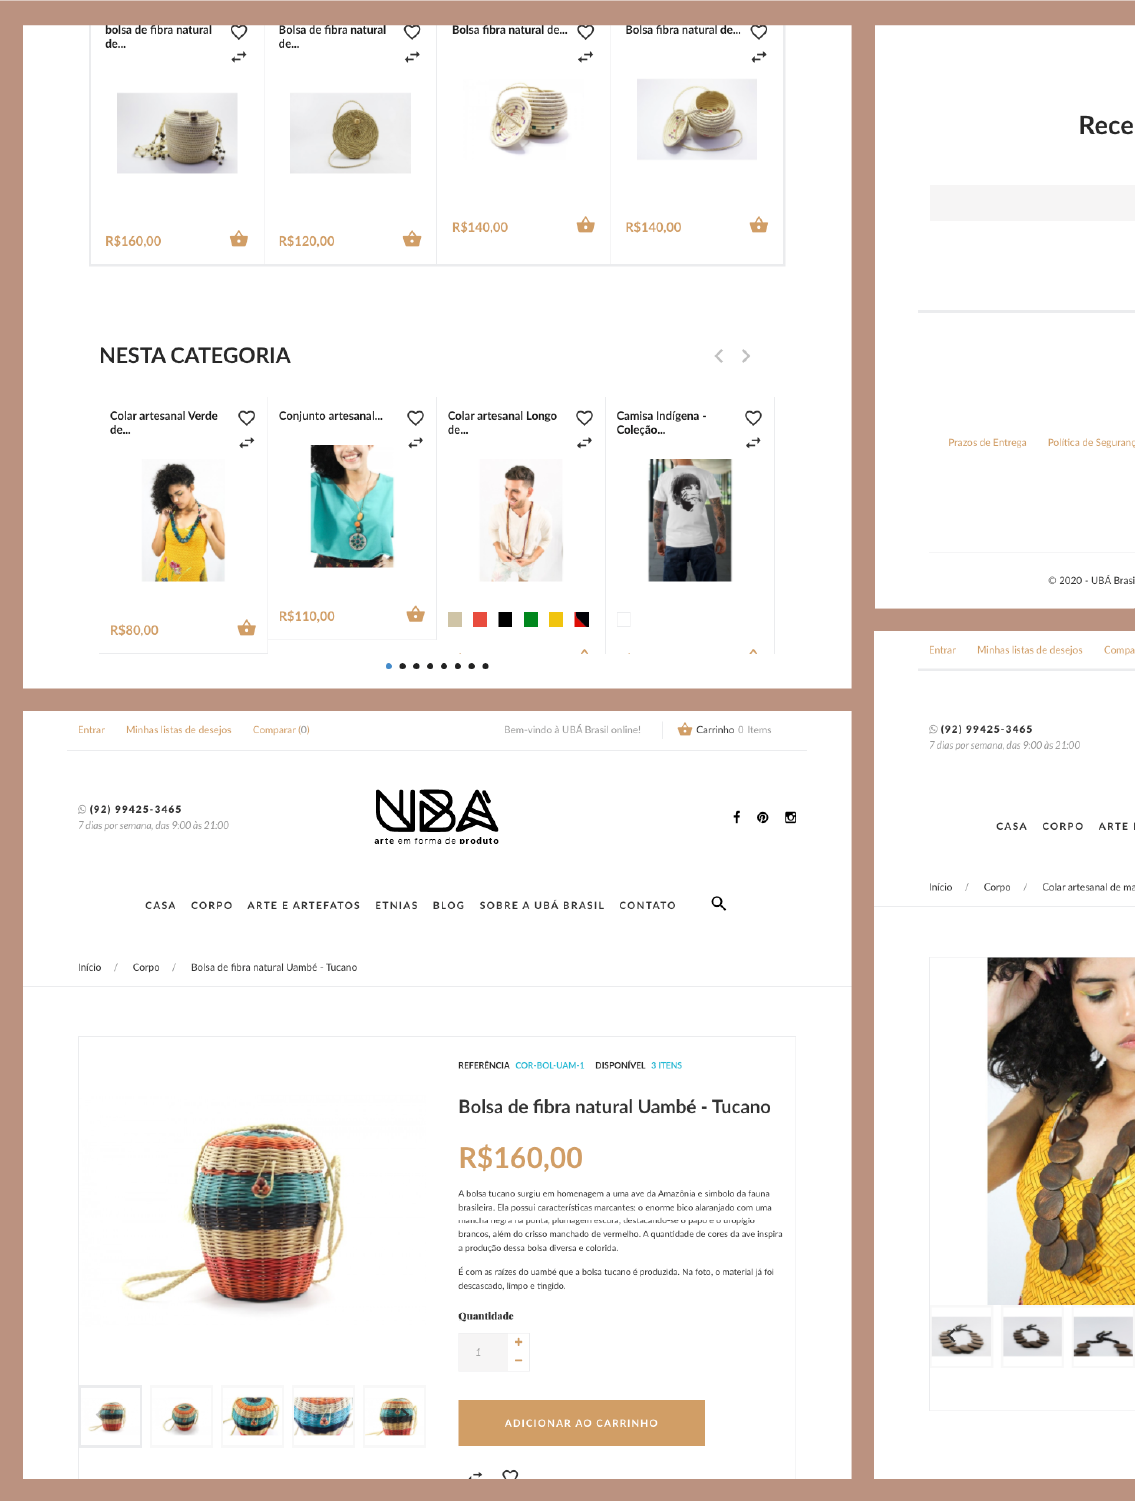 bolsa de fibra natural
de...
Bolsa de fibra natural
de...
Bolsa fibra natural de...
Bolsa fibra natural de...
R$160,00
R$120,00
R$140,00
R$140,00
NESTA CATEGORIA
Colar artesanal Verde
de...
Conjunto artesanal...
Colar artesanal Longo
de...
Camisa Indígena -
Coleção...
R$80,00
R$110,00
Entrar
Minhas listas de desejos
Comparar (0)
Bem-vindo à UBÁ Brasil online!
Carrinho 0 Items
(92) 99425-3465
7 dias por semana, das 9:00 às 21:00
UBÁ
arte em forma de produto
CASA CORPO ARTE E ARTEFATOS ETNIAS BLOG SOBRE A UBÁ BRASIL CONTATO
Início / Corpo / Bolsa de fibra natural Uambé - Tucano
REFERÊNCIA COR-BOL-UAM-1 DISPONÍVEL 3 ITENS
Bolsa de fibra natural Uambé - Tucano
R$160,00
A bolsa tucano surgiu em homenagem a uma ave da Amazônia e símbolo da fauna
brasileira. Ela possui características marcantes: o enorme bico alaranjado com uma
mancha negra na ponta, plumagem escura, destacando-se o papo e o uropígio
brancos, além do crisso manchado de vermelho. A quantidade de cores da ave inspira
a produção dessa bolsa diversa e colorida.
É com as raízes do uambé que a bolsa tucano é produzida. Na foto, o material já foi
descascado, limpo e tingido.
Quantidade
1
ADICIONAR AO CARRINHO
Rece
Prazos de Entrega
Política de Seguranç
© 2020 - UBÁ Brasi
Entrar
Minhas listas de desejos
Compa
(92) 99425-3465
7 dias por semana, das 9:00 às 21:00
CASA CORPO ARTE
Início / Corpo / Colar artesanal de ma